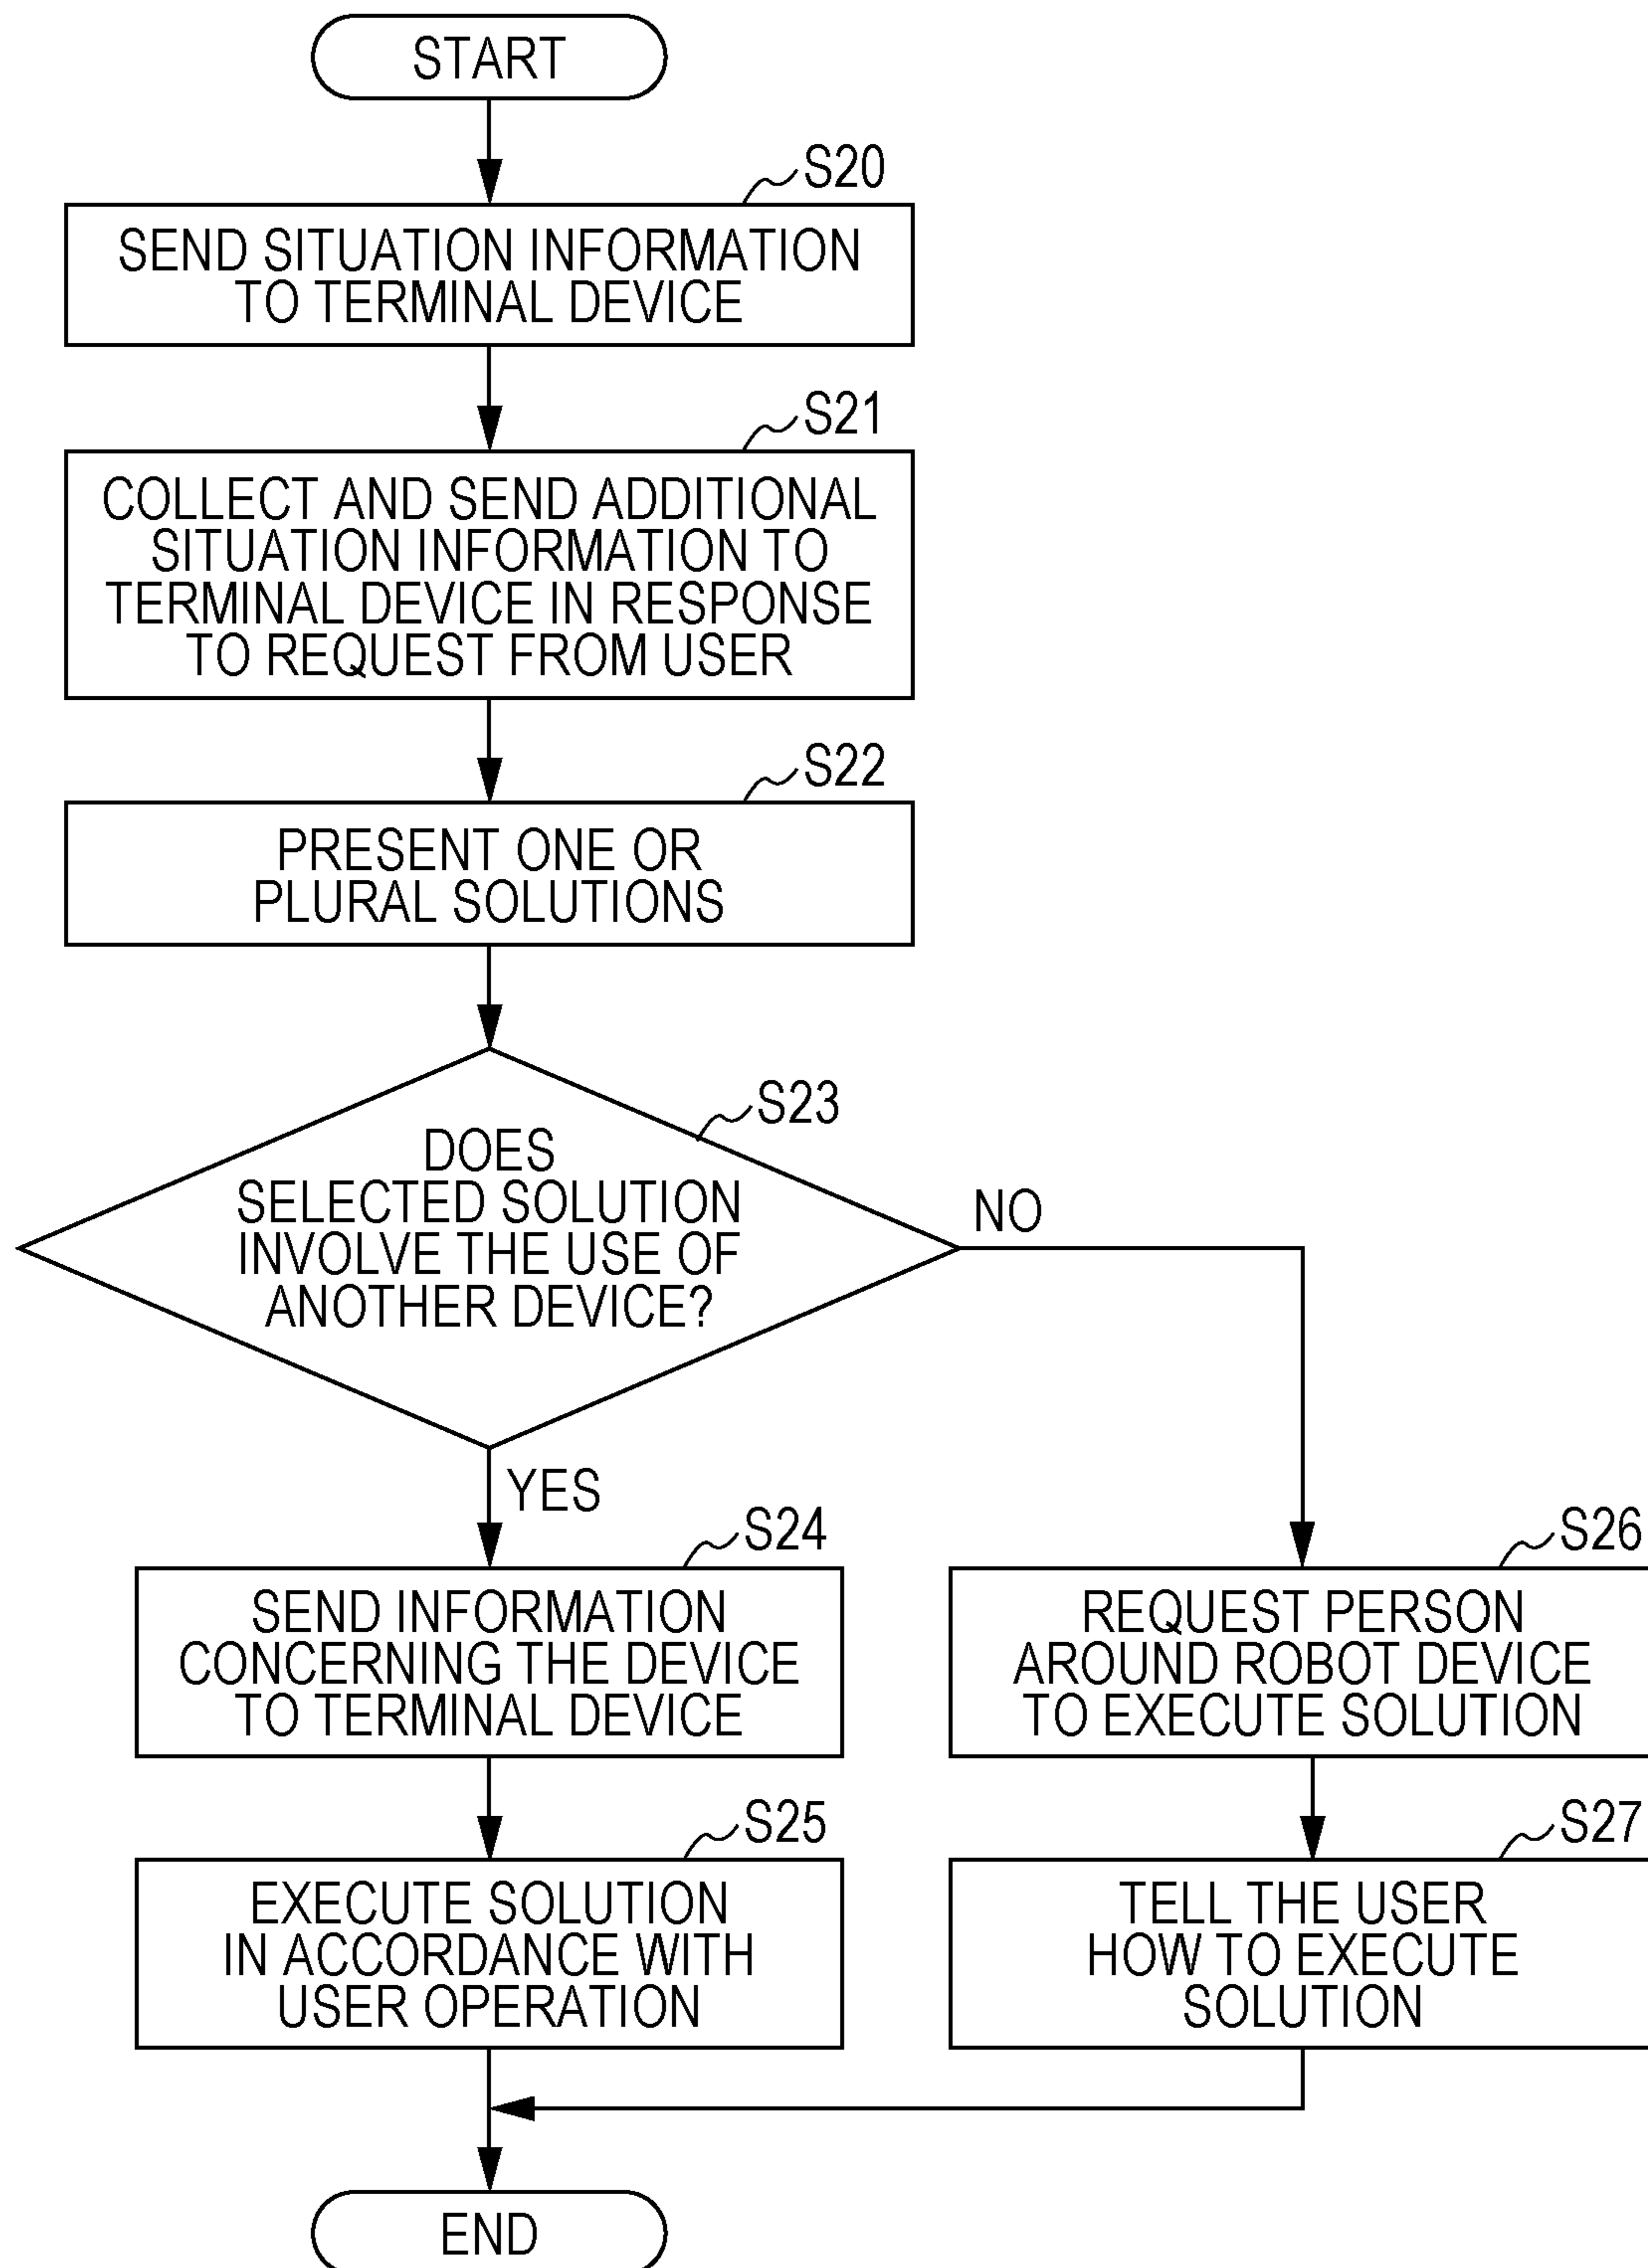 START
S20
SEND SITUATION INFORMATION
TO TERMINAL DEVICE
S21
COLLECT AND SEND ADDITIONAL
SITUATION INFORMATION TO
TERMINAL DEVICE IN RESPONSE
TO REQUEST FROM USER
S22
PRESENT ONE OR
PLURAL SOLUTIONS
S23
DOES
SELECTED SOLUTION
INVOLVE THE USE OF
ANOTHER DEVICE?
NO
YES
S24
SEND INFORMATION
CONCERNING THE DEVICE
TO TERMINAL DEVICE
S25
EXECUTE SOLUTION
IN ACCORDANCE WITH
USER OPERATION
S26
REQUEST PERSON
AROUND ROBOT DEVICE
TO EXECUTE SOLUTION
S27
TELL THE USER
HOW TO EXECUTE
SOLUTION
END